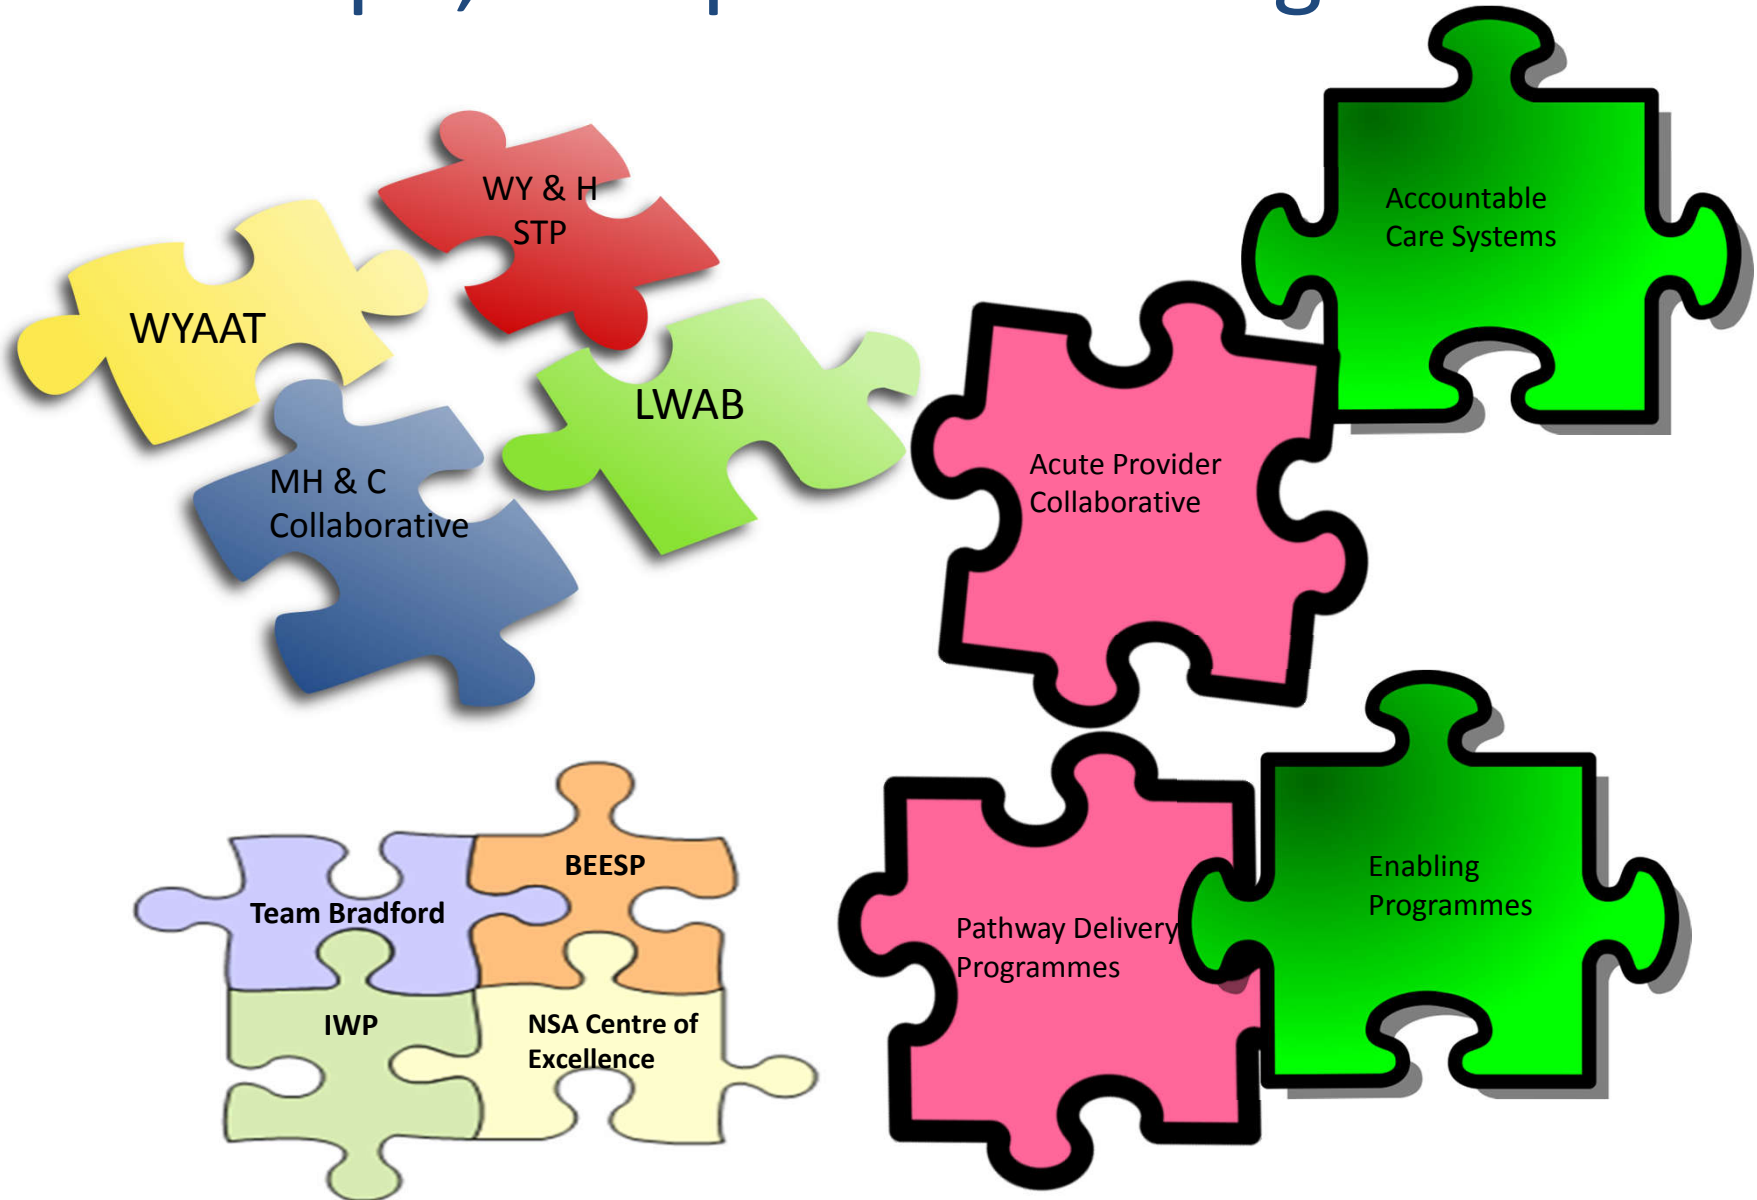 WY & H
STP
WYAAT
LWAB
MH & C
Collaborative
Accountable
Care Systems
Acute Provider
Collaborative
BEESP
Team Bradford
IWP
NSA Centre of
Excellence
Pathway Delivery
Programmes
Enabling
Programmes